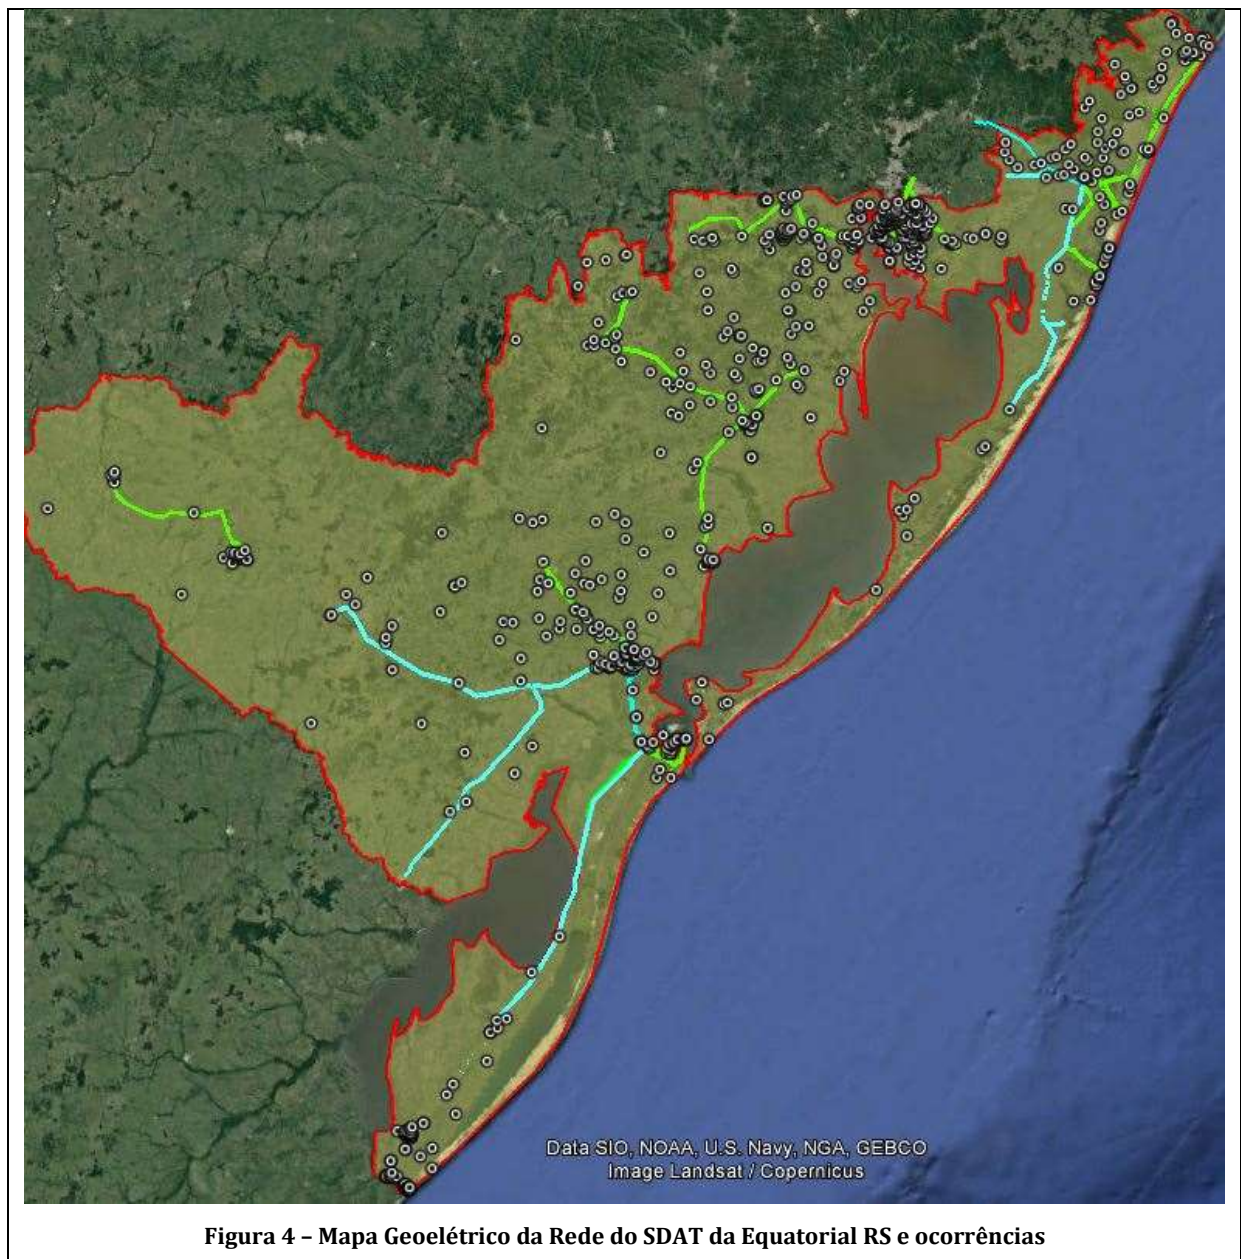 Data SIO, NOAA, U.S. Navy, NGA, GEBCO
Image Landsat / Copernicus
Figura 4 – Mapa Geoelétrico da Rede do SDAT da Equatorial RS e ocorrências